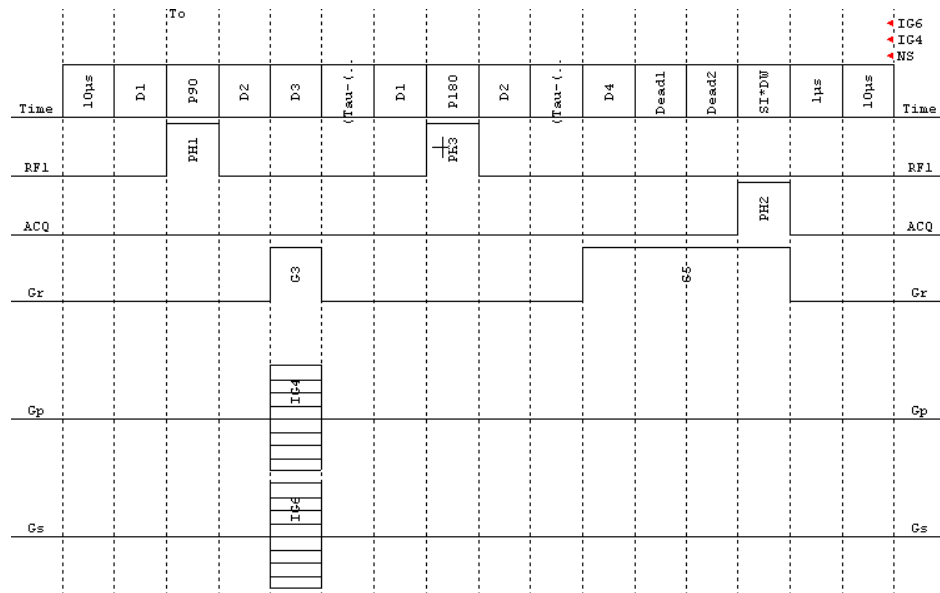 To
IG6
IG4
NS
Time 10µs D1 P90 D2 D3 (Tau-(.. D1 P180 D2 (Tau-(.. D4 Dead1 Dead2 SI*DW 1µs 10µs Time
RF1 PH1 PH3 RF1
ACQ PH2 ACQ
Gr G3 G5 Gr
Gp IG4 Gp
Gs IG6 Gs